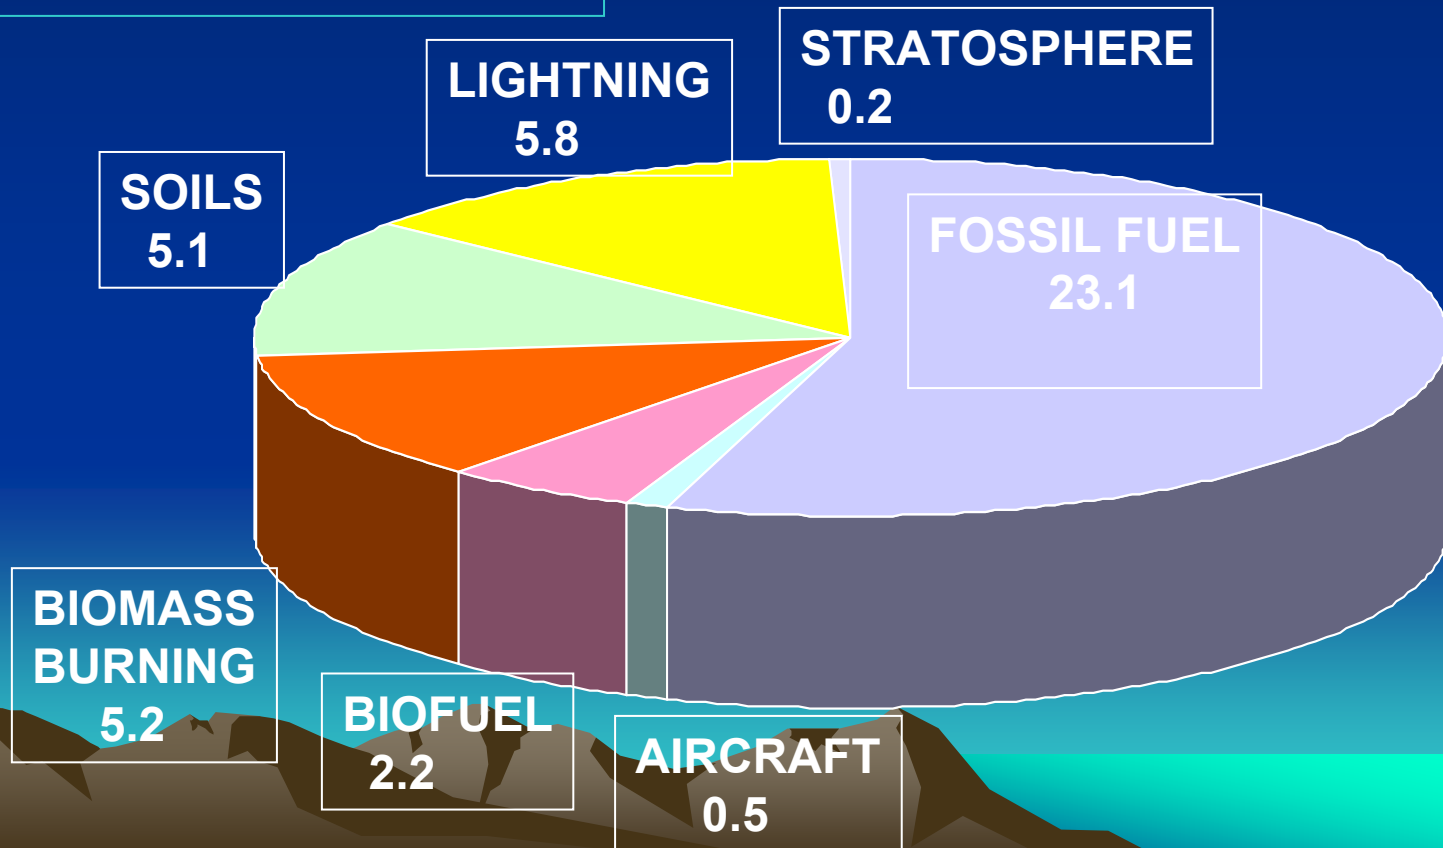 STRATOSPHERE
0.2
LIGHTNING
5.8
SOILS
5.1
FOSSIL FUEL
23.1
BIOMASS
BURNING
5.2
BIOFUEL
2.2
AIRCRAFT
0.5